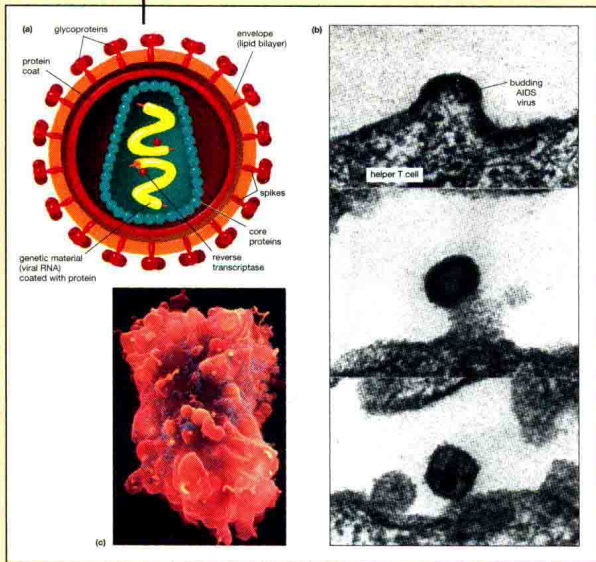 (a)
glycoproteins
envelope
(lipid bilayer)
protein
coat
spikes
core
proteins
reverse
transcriptase
genetic material
(viral RNA)
coated with protein
(b)
budding
AIDS
virus
helper T cell
(c)